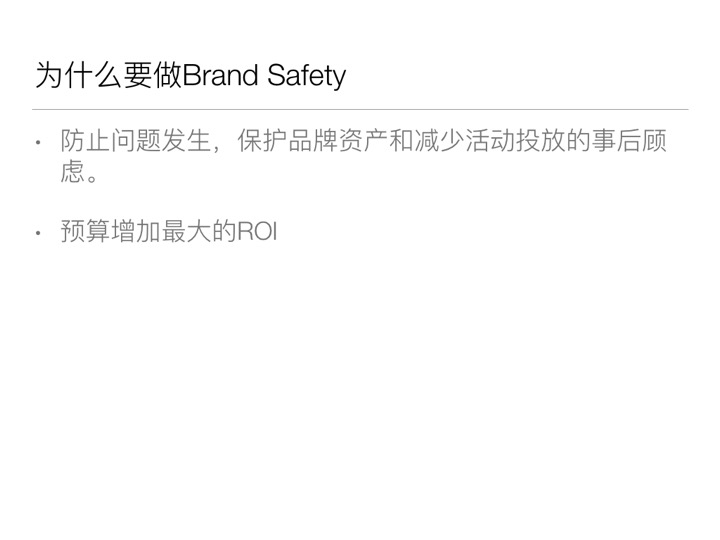 为什么要做Brand Safety
• 防止问题发生，保护品牌资产和减少活动投放的事后顾
虑。
• 预算增加最大的ROI